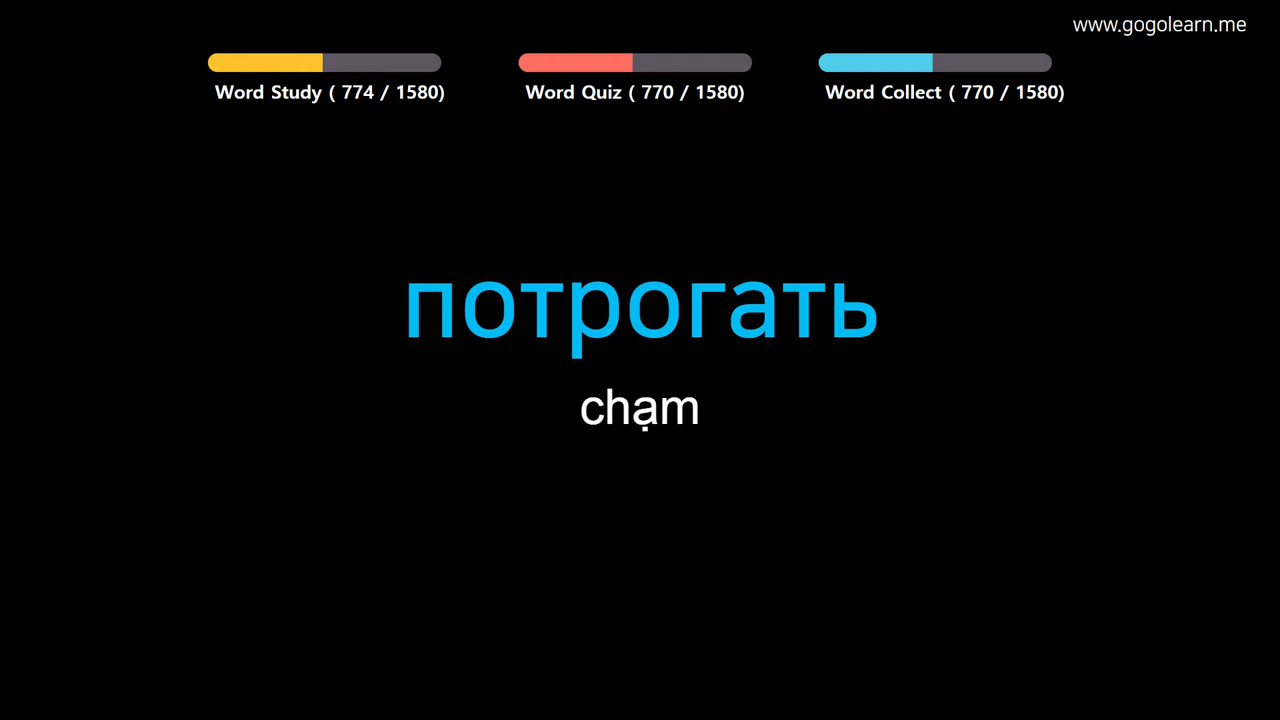 www.gogolearn.me
Word Study ( 774 / 1580)
Word Quiz ( 770 / 1580)
Word Collect ( 770 / 1580)
потрогать
chạm